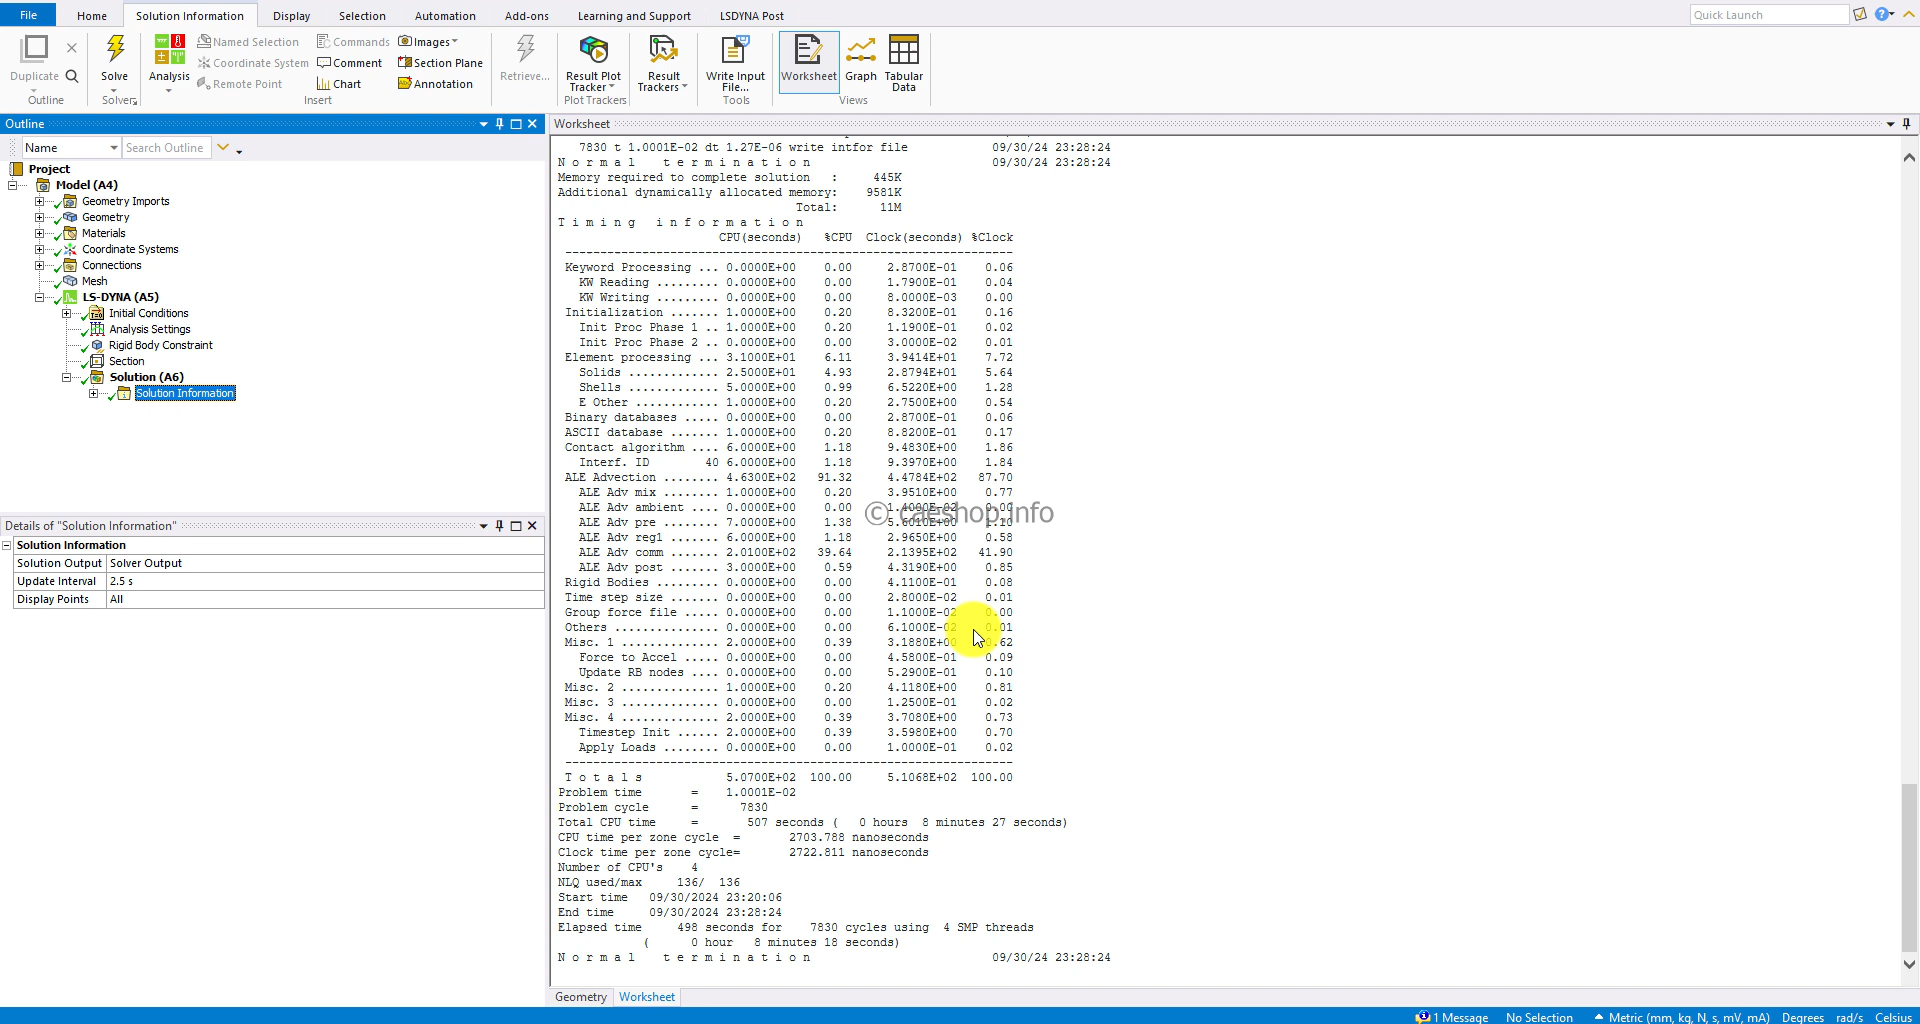 File Home Solution Information Display Selection Automation Add-ons Learning and Support LSDYNA Post Quick Launch
Duplicate
Outline
Solve
Solver
Analysis
Named Selection
Coordinate System
Remote Point
Commands
Comment
Chart
Images
Section Plane
Annotation
Insert
Retrieve...
Result Plot
Tracker
Plot Trackers
Result
Trackers
Write Input
File...
Tools
Worksheet
Graph
Tabular
Data
Views
Outline
Name Search Outline
Project
Model (A4)
Geometry Imports
Geometry
Materials
Coordinate Systems
Connections
Mesh
LS-DYNA (A5)
Initial Conditions
Analysis Settings
Rigid Body Constraint
Section
Solution (A6)
Solution Information
Details of "Solution Information"
Solution Information
Solution Output Solver Output
Update Interval 2.5 s
Display Points All
Worksheet
7830 t 1.0001E-02 dt 1.27E-06 write intfor file 09/30/24 23:28:24
N o r m a l t e r m i n a t i o n 09/30/24 23:28:24
Memory required to complete solution : 445K
Additional dynamically allocated memory: 9581K
Total: 11M
T i m i n g i n f o r m a t i o n
CPU(seconds) %CPU Clock(seconds) %Clock
----------------------------------------------------------------
Keyword Processing ... 0.0000E+00 0.00 2.8700E-01 0.06
KW Reading ......... 0.0000E+00 0.00 1.7900E-01 0.04
KW Writing ......... 0.0000E+00 0.00 8.0000E-03 0.00
Initialization ....... 1.0000E+00 0.20 8.3200E-01 0.16
Init Proc Phase 1 .. 1.0000E+00 0.20 1.1900E-01 0.02
Init Proc Phase 2 .. 0.0000E+00 0.00 3.0000E-02 0.01
Element processing ... 3.1000E+01 6.11 3.9414E+01 7.72
Solids ............. 2.5000E+01 4.93 2.8794E+01 5.64
Shells ............. 5.0000E+00 0.99 6.5220E+00 1.28
E Other ............ 1.0000E+00 0.20 2.7500E+00 0.54
Binary databases ..... 0.0000E+00 0.00 2.8700E-01 0.06
ASCII database ....... 1.0000E+00 0.20 8.8200E-01 0.17
Contact algorithm .... 6.0000E+00 1.18 9.4830E+00 1.86
Interf. ID 40 6.0000E+00 1.18 9.3970E+00 1.84
ALE Advection ........ 4.6300E+02 91.32 4.4784E+02 87.70
ALE Adv mix ........ 1.0000E+00 0.20 3.9510E+00 0.77
ALE Adv ambient .... 0.0000E+00 0.00 1.4000E-02 0.00
© caeshop.info
ALE Adv pre ........ 7.0000E+00 1.38 5.6010E+00 1.10
ALE Adv reg1 ....... 6.0000E+00 1.18 2.9650E+00 0.58
ALE Adv comm ....... 2.0100E+02 39.64 2.1395E+02 41.90
ALE Adv post ....... 3.0000E+00 0.59 4.3190E+00 0.85
Rigid Bodies ......... 0.0000E+00 0.00 4.1100E-01 0.08
Time step size ....... 0.0000E+00 0.00 2.8000E-02 0.01
Group force file ..... 0.0000E+00 0.00 1.1000E-02 0.00
Others ............... 0.0000E+00 0.00 6.1000E-02 0.01
Misc. 1 .............. 2.0000E+00 0.39 3.1880E+00 0.62
Force to Accel ..... 0.0000E+00 0.00 4.5800E-01 0.09
Update RB nodes .... 0.0000E+00 0.00 5.2900E-01 0.10
Misc. 2 .............. 1.0000E+00 0.20 4.1180E+00 0.81
Misc. 3 .............. 0.0000E+00 0.00 1.2500E-01 0.02
Misc. 4 .............. 2.0000E+00 0.39 3.7080E+00 0.73
Timestep Init ...... 2.0000E+00 0.39 3.5980E+00 0.70
Apply Loads ........ 0.0000E+00 0.00 1.0000E-01 0.02
----------------------------------------------------------------
T o t a l s 5.0700E+02 100.00 5.1068E+02 100.00
Problem time = 1.0001E-02
Problem cycle = 7830
Total CPU time = 507 seconds ( 0 hours 8 minutes 27 seconds)
CPU time per zone cycle = 2703.788 nanoseconds
Clock time per zone cycle= 2722.811 nanoseconds
Number of CPU's 4
NLQ used/max 136/ 136
Start time 09/30/2024 23:20:06
End time 09/30/2024 23:28:24
Elapsed time 498 seconds for 7830 cycles using 4 SMP threads
( 0 hour 8 minutes 18 seconds)
N o r m a l t e r m i n a t i o n 09/30/24 23:28:24
Geometry Worksheet
1 Message No Selection Metric (mm, kg, N, s, mV, mA) Degrees rad/s Celsius